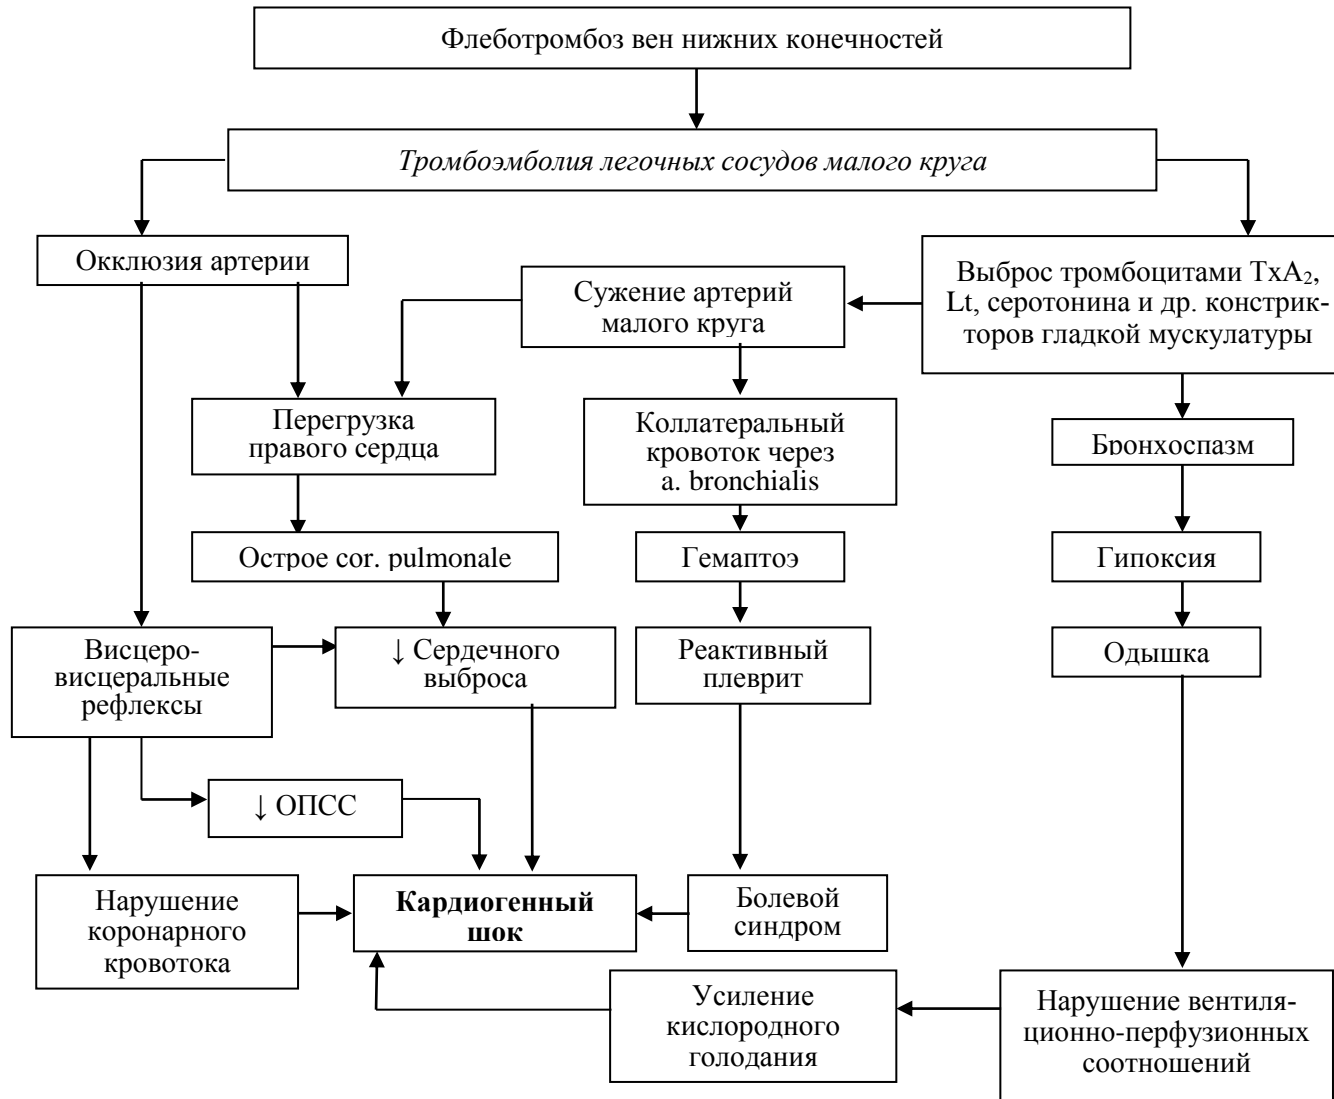 Флеботромбоз вен нижних конечностей
Тромбоэмболия легочных сосудов малого круга
Окклюзия артерии
Сужение артерий
малого круга
Выброс тромбоцитами TxA₂,
Lt, серотонина и др. констрик-
торов гладкой мускулатуры
Перегрузка
правого сердца
Коллатеральный
кровоток через
a. bronchialis
Бронхоспазм
Острое cor. pulmonale
Гемаптоэ
Гипоксия
Висцеро-
висцеральные
рефлексы
↓ Сердечного
выброса
Реактивный
плеврит
Одышка
↓ ОПСС
Нарушение
коронарного
кровотока
Кардиогенный
шок
Болевой
синдром
Усиление
кислородного
голодания
Нарушение вентиля-
ционно-перфузионных
соотношений